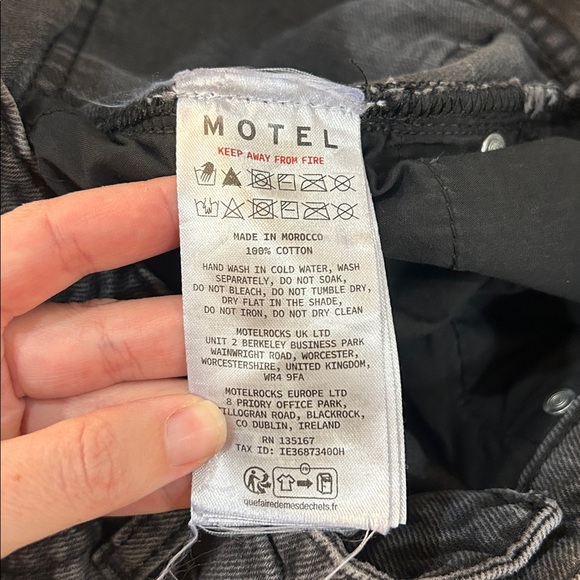 MOTEL
KEEP AWAY FROM FIRE
MADE IN MOROCCO
100% COTTON
HAND WASH IN COLD WATER, WASH
SEPARATELY, DO NOT SOAK,
DO NOT BLEACH, DO NOT TUMBLE DRY,
DRY FLAT IN THE SHADE,
DO NOT IRON, DO NOT DRY CLEAN
MOTELROCKS UK LTD
UNIT 2 BERKELEY BUSINESS PARK
WAINWRIGHT ROAD, WORCESTER,
WORCESTERSHIRE, UNITED KINGDOM,
WR4 9FA
MOTELROCKS EUROPE LTD
8 PRIORY OFFICE PARK,
ILLOGRAN ROAD, BLACKROCK,
CO DUBLIN, IRELAND
RN 135167
TAX ID: IE3687340OH
FR
quefairedemesdechets.fr